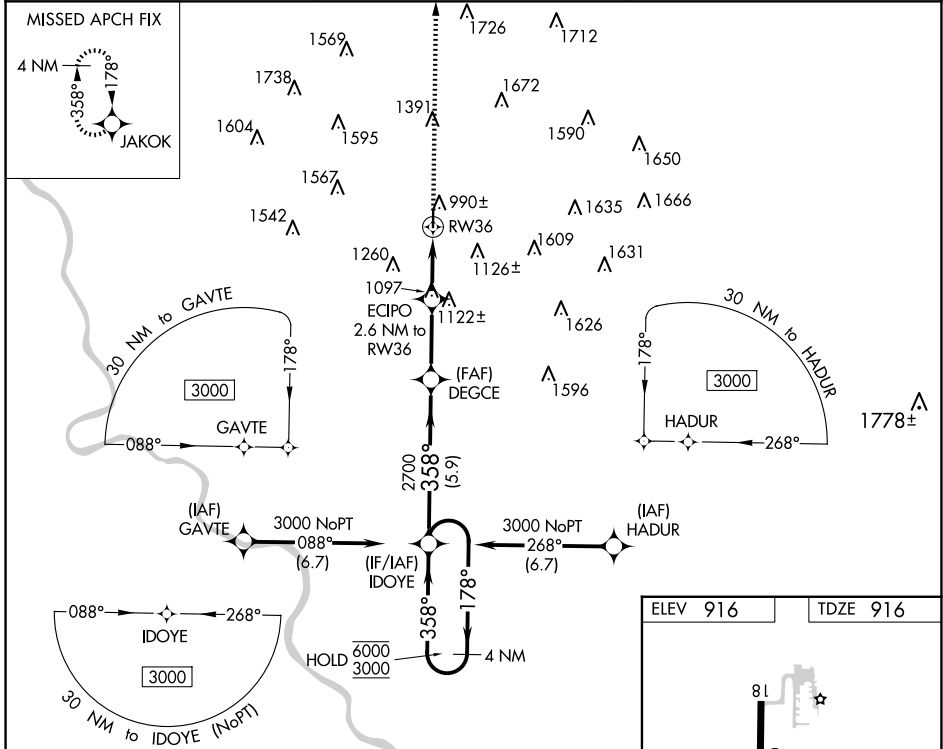 MISSED APCH FIX
4 NM
178°
358°
JAKOK
1569
1726
1712
1738
1672
1391
1604
1595
1590
1650
1567
990±
1666
1542
RW36
1635
1260
1126±
1609
1631
1097
ECIPO
2.6 NM to
RW36
1122±
1626
30 NM to GAVTE
178°
3000
GAVTE
088°
(FAF)
DEGCE
1596
30 NM to HADUR
178°
3000
HADUR
268°
1778±
2700
358°
(5.9)
(IAF)
GAVTE
3000 NoPT
088°
(6.7)
(IF/IAF)
IDOYE
3000 NoPT
268°
(6.7)
(IAF)
HADUR
088°
268°
IDOYE
3000
30 NM to IDOYE (NoPT)
358°
178°
HOLD 6000
3000
4 NM
ELEV 916
TDZE 916
18